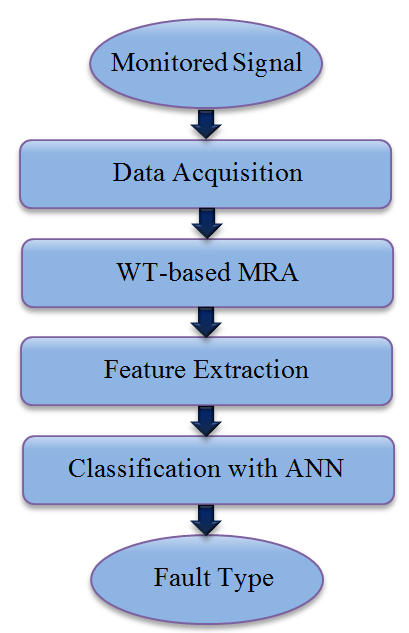 Monitored Signal
Data Acquisition
WT-based MRA
Feature Extraction
Classification with ANN
Fault Type